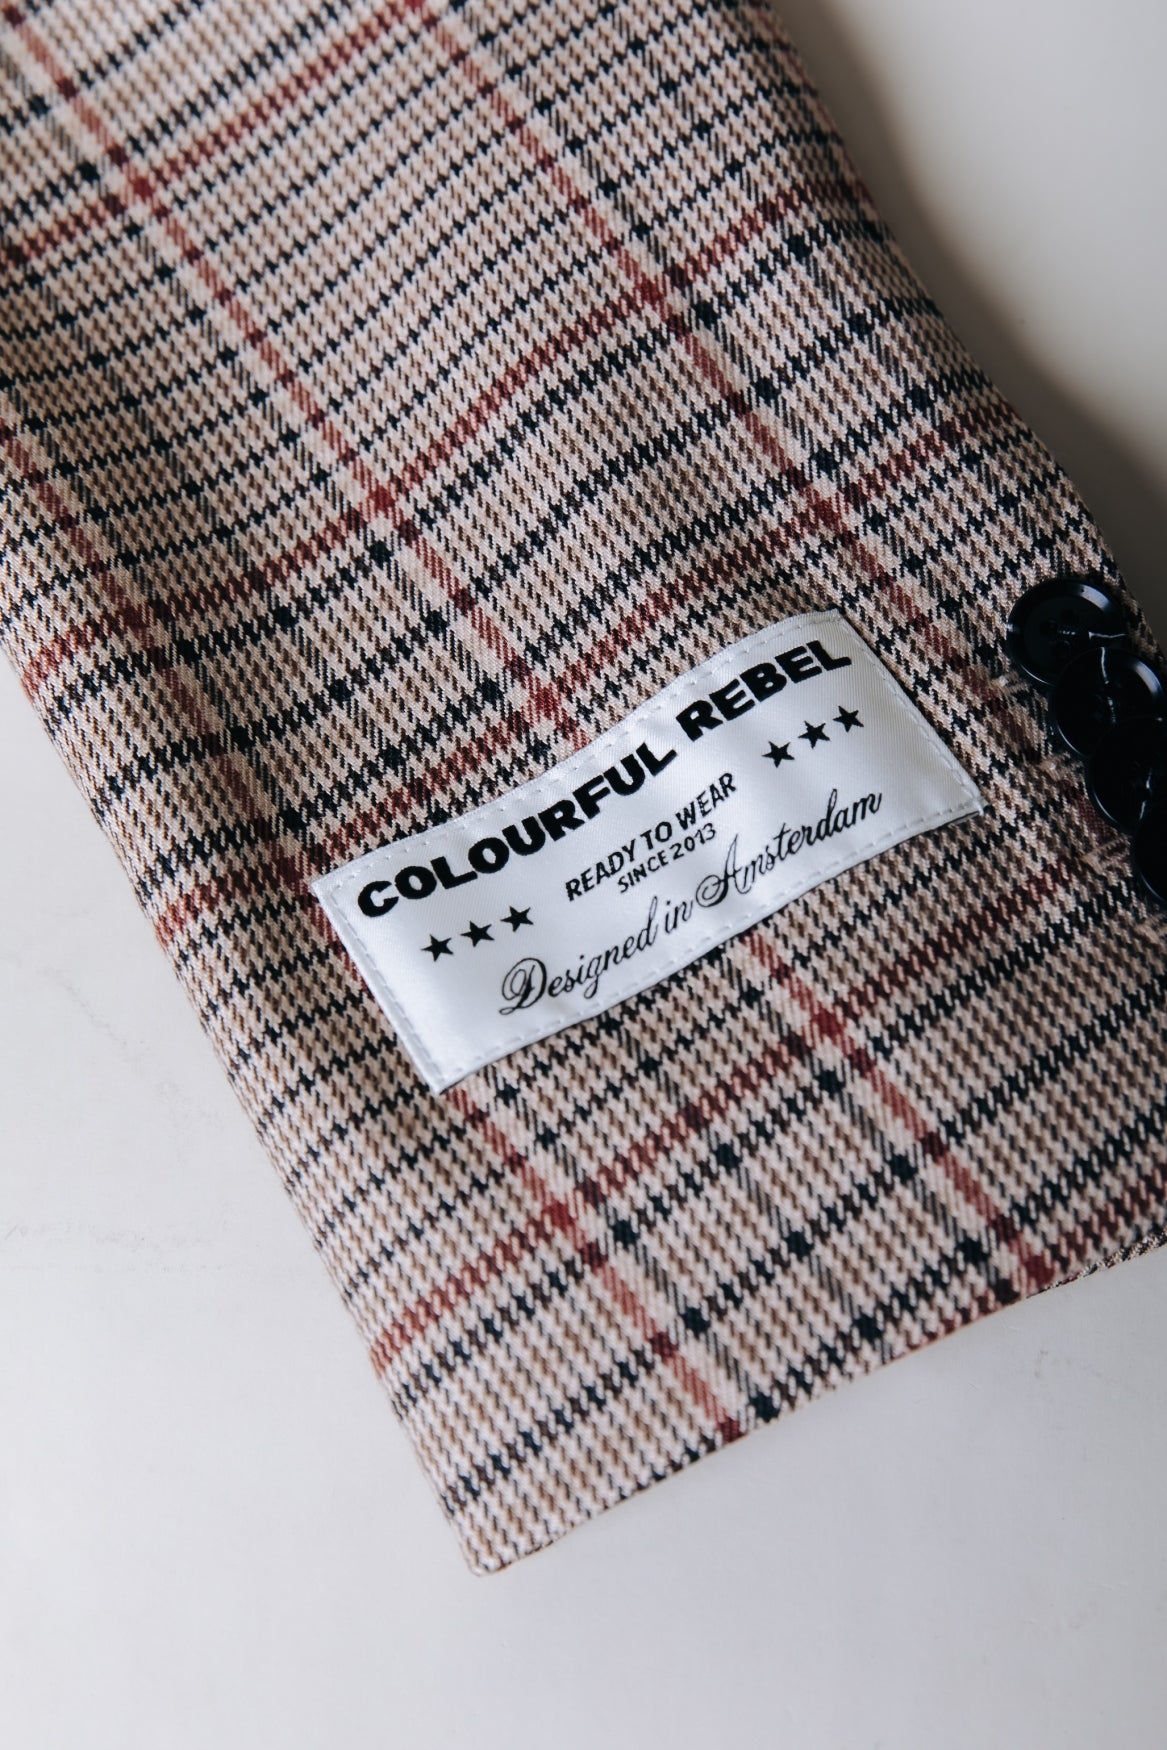 COLOURFUL REBEL
READY TO WEAR
SINCE 2013
Designed in Amsterdam